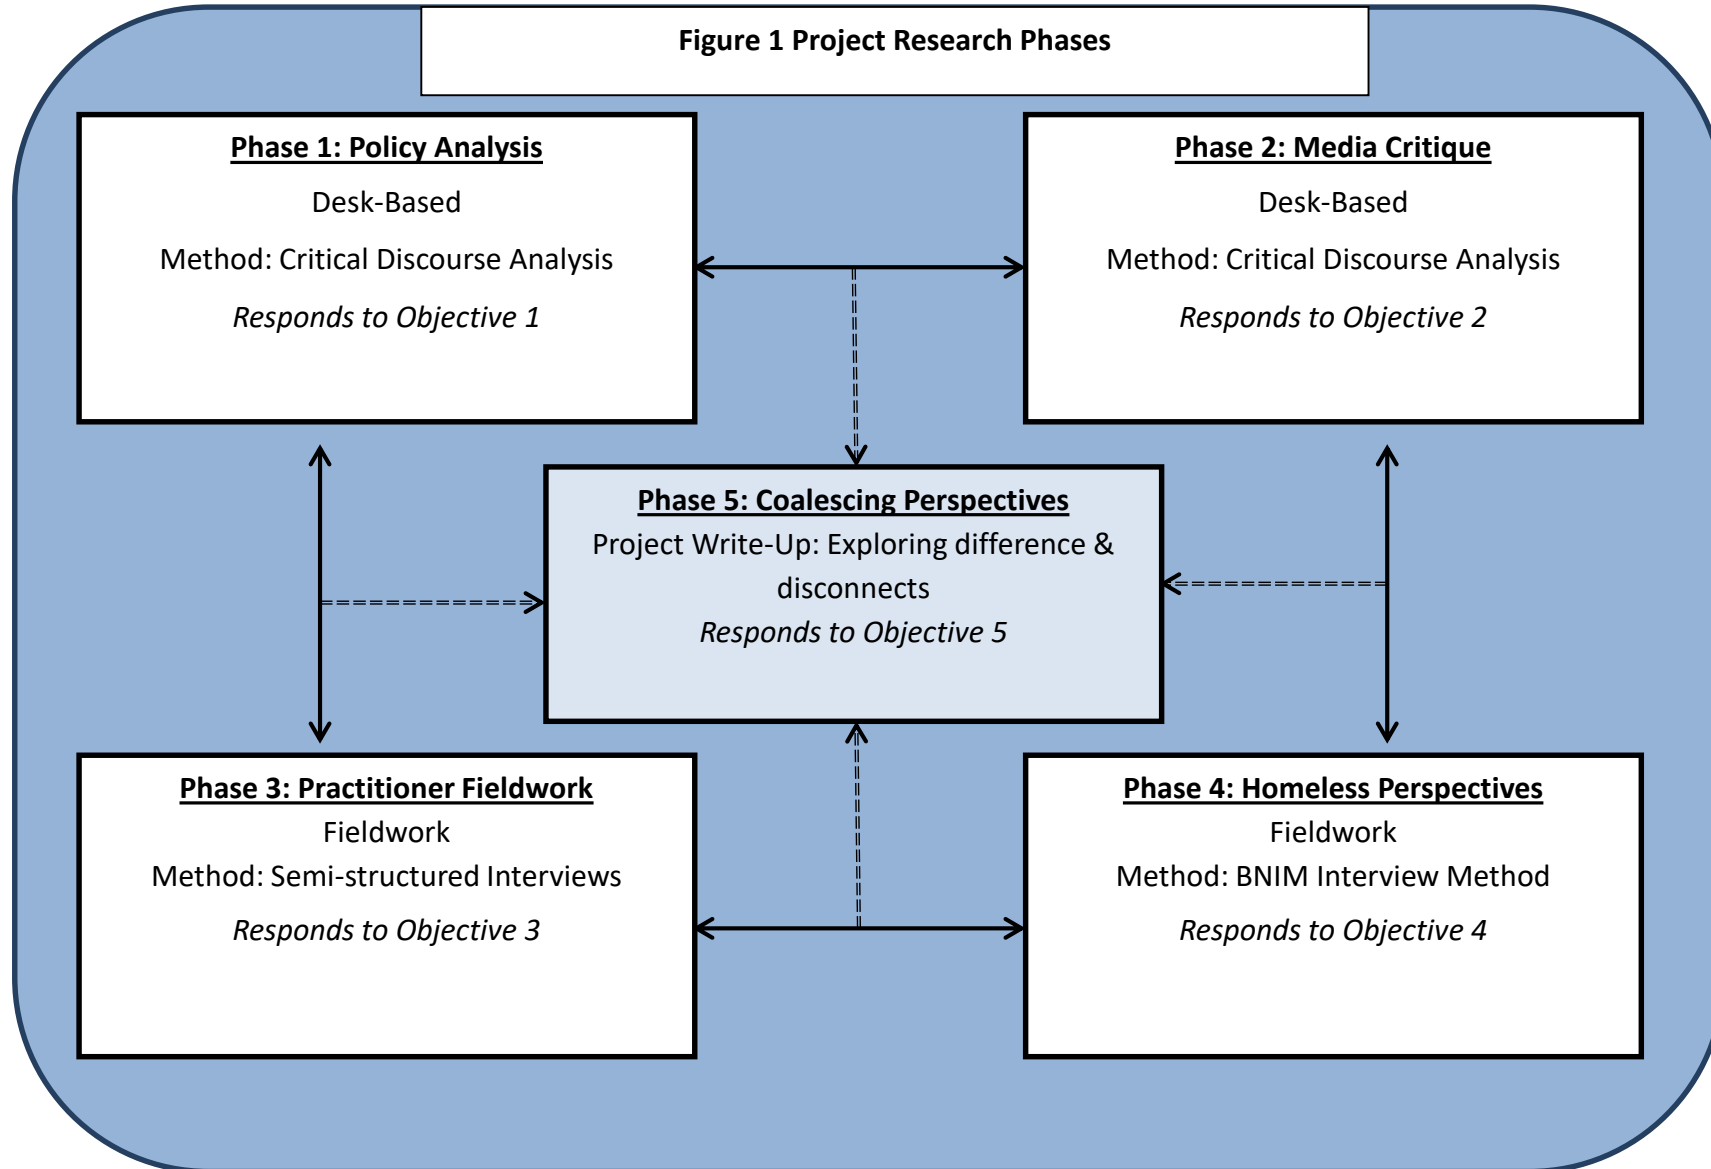 Figure 1 Project Research Phases
Phase 1: Policy Analysis
Desk-Based
Method: Critical Discourse Analysis
Responds to Objective 1
Phase 2: Media Critique
Desk-Based
Method: Critical Discourse Analysis
Responds to Objective 2
Phase 5: Coalescing Perspectives
Project Write-Up: Exploring difference &
disconnects
Responds to Objective 5
Phase 3: Practitioner Fieldwork
Fieldwork
Method: Semi-structured Interviews
Responds to Objective 3
Phase 4: Homeless Perspectives
Fieldwork
Method: BNIM Interview Method
Responds to Objective 4